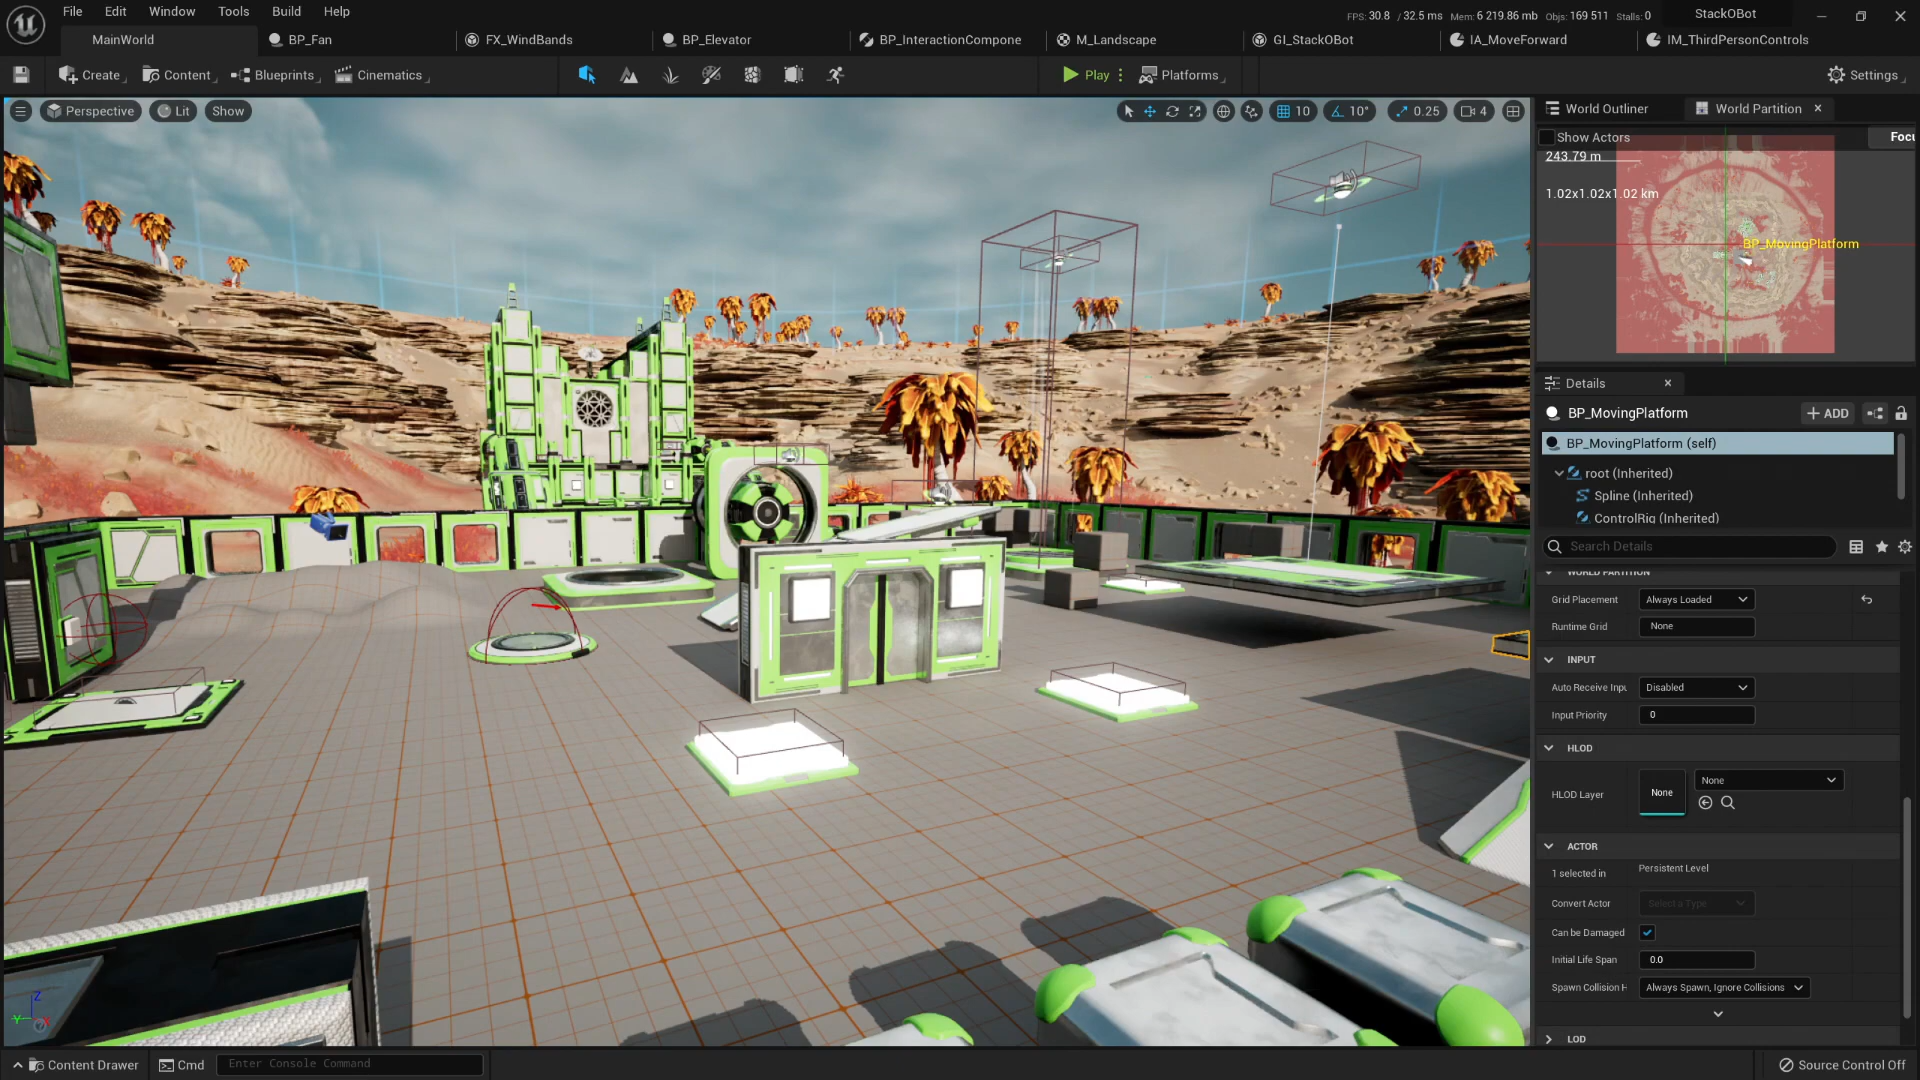 File Edit Window Tools Build Help
FPS: 30.8 / 32.5 ms Mem: 6 219.86 mb Objs: 169 511 Stalls: 0
StackOBot
MainWorld
BP_Fan
FX_WindBands
BP_Elevator
BP_InteractionCompone
M_Landscape
GI_StackOBot
IA_MoveForward
IM_ThirdPersonControls
Create
Content
Blueprints
Cinematics
Play
Platforms
Settings
Perspective
Lit
Show
10
10°
0.25
4
World Outliner
World Partition
Show Actors
Focu
243.79 m
1.02x1.02x1.02 km
BP_MovingPlatform
Details
BP_MovingPlatform
ADD
BP_MovingPlatform (self)
root (Inherited)
Spline (Inherited)
ControlRig (Inherited)
Search Details
WORLD PARTITION
Grid Placement Always Loaded
Runtime Grid None
INPUT
Auto Receive Inpu Disabled
Input Priority 0
HLOD
HLOD Layer None None
ACTOR
1 selected in Persistent Level
Convert Actor Select a Type
Can be Damaged
Initial Life Span 0.0
Spawn Collision H Always Spawn, Ignore Collisions
LOD
Z
Y
X
Content Drawer
Cmd
Enter Console Command
Source Control Off